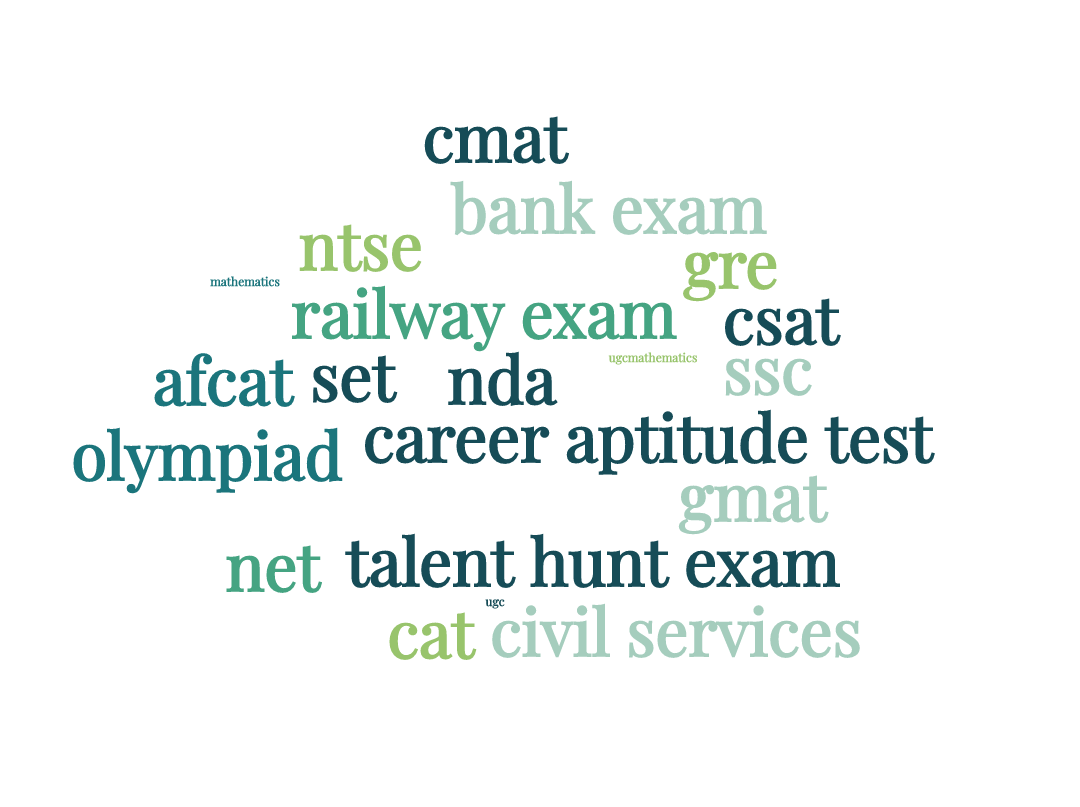 cmat
bank exam
ntse
gre
mathematics
railway exam
csat
ugcmathematics
ssc
afcat
set
nda
career aptitude test
olympiad
gmat
net
talent hunt exam
ugc
cat
civil services